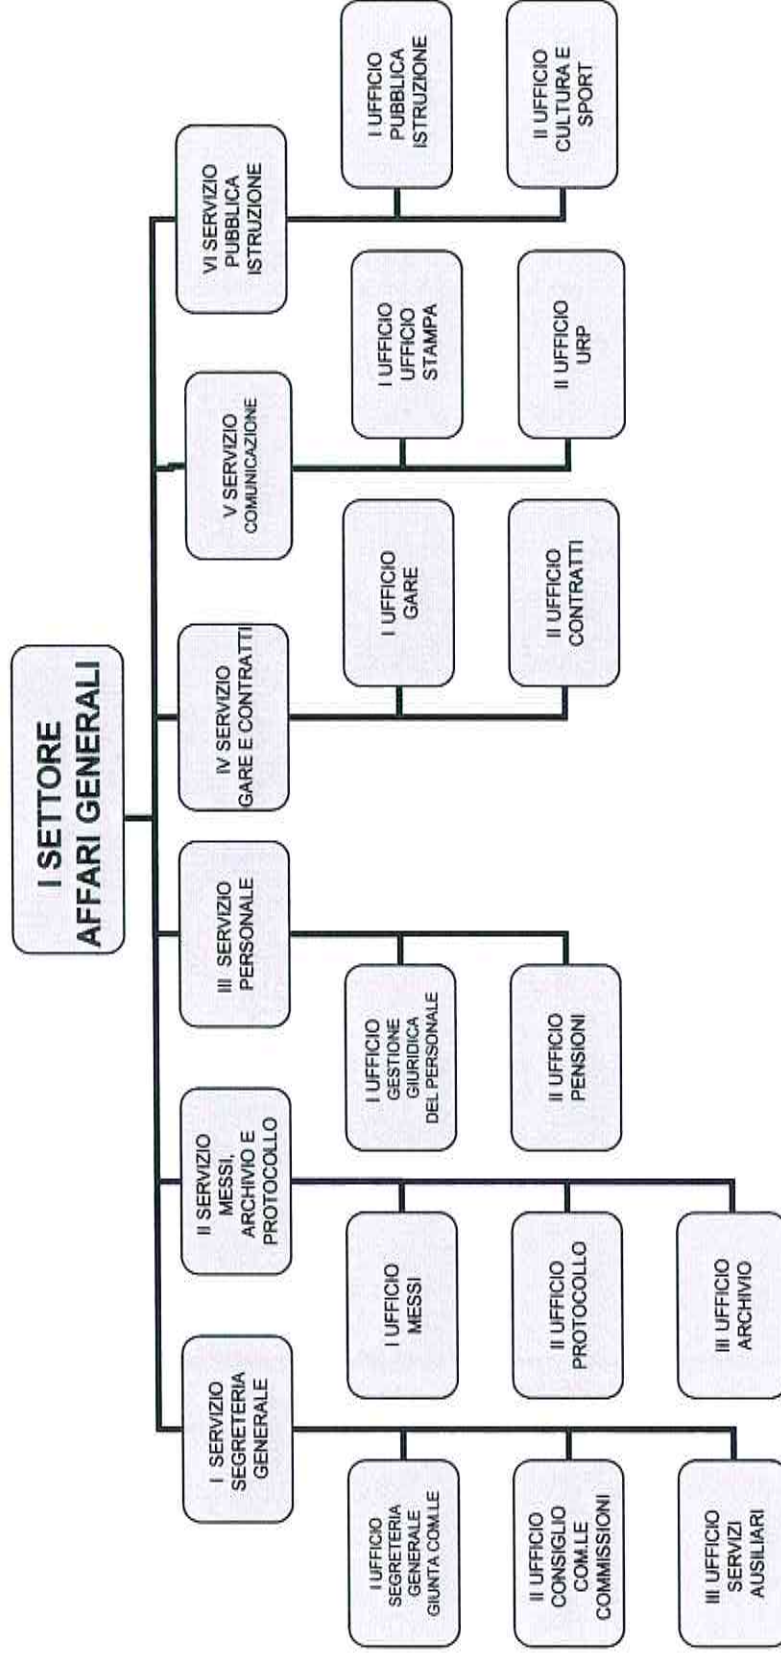 I SETTORE
AFFARI GENERALI
I SERVIZIO
SEGRETERIA
GENERALE
II SERVIZIO
MESSI,
ARCHIVIO E
PROTOCOLLO
III SERVIZIO
PERSONALE
IV SERVIZIO
GARE E CONTRATTI
V SERVIZIO
COMUNICAZIONE
VI SERVIZIO
PUBBLICA
ISTRUZIONE
I UFFICIO
SEGRETERIA
GENERALE
GIUNTA COM.LE
I UFFICIO
MESSI
I UFFICIO
GESTIONE
GIURIDICA
DEL PERSONALE
I UFFICIO
GARE
I UFFICIO
UFFICIO
STAMPA
I UFFICIO
PUBBLICA
ISTRUZIONE
II UFFICIO
CONSIGLIO
COM.LE
COMMISSIONI
II UFFICIO
PROTOCOLLO
II UFFICIO
PENSIONI
II UFFICIO
CONTRATTI
II UFFICIO
URP
II UFFICIO
CULTURA E
SPORT
III UFFICIO
SERVIZI
AUSILIARI
III UFFICIO
ARCHIVIO